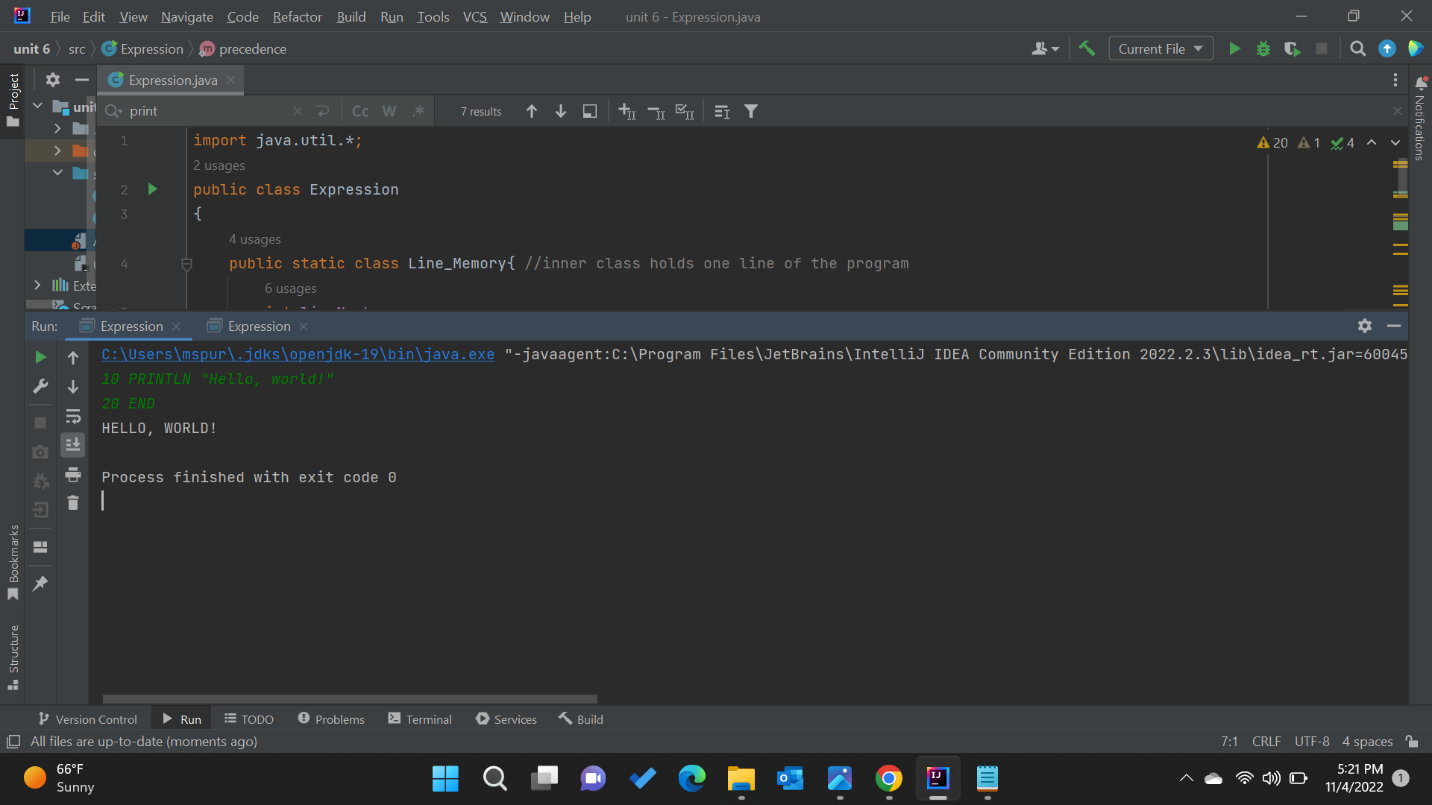 File Edit View Navigate Code Refactor Build Run Tools VCS Window Help unit 6 - Expression.java
unit 6 src Expression m precedence Current File
Project
Expression.java
Notifications
unit
print Cc W .* 7 results
1 import java.util.*; 20 1 4
2 usages
2 public class Expression
3 {
4 usages
4 public static class Line_Memory{ //inner class holds one line of the program
6 usages
Exte
Run: Expression Expression
C:\Users\mspur\.jdks\openjdk-19\bin\java.exe "-javaagent:C:\Program Files\JetBrains\IntelliJ IDEA Community Edition 2022.2.3\lib\idea_rt.jar=60045
10 PRINTLN "Hello, world!"
20 END
HELLO, WORLD!
Process finished with exit code 0
Bookmarks
Structure
Version Control Run TODO Problems Terminal Services Build
All files are up-to-date (moments ago) 7:1 CRLF UTF-8 4 spaces
66°F
Sunny
5:21 PM
11/4/2022 1